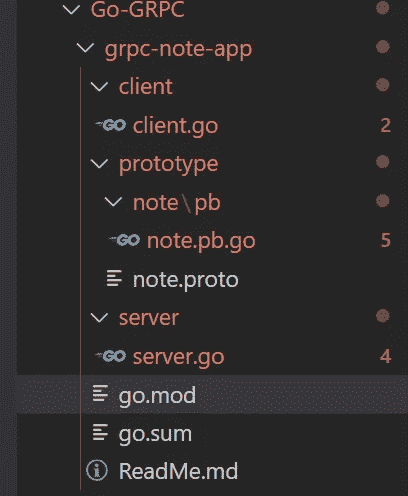 Go-GRPC
grpc-note-app
client
GO client.go 2
prototype
note\pb
GO note.pb.go 5
note.proto
server
GO server.go 4
go.mod
go.sum
ReadMe.md